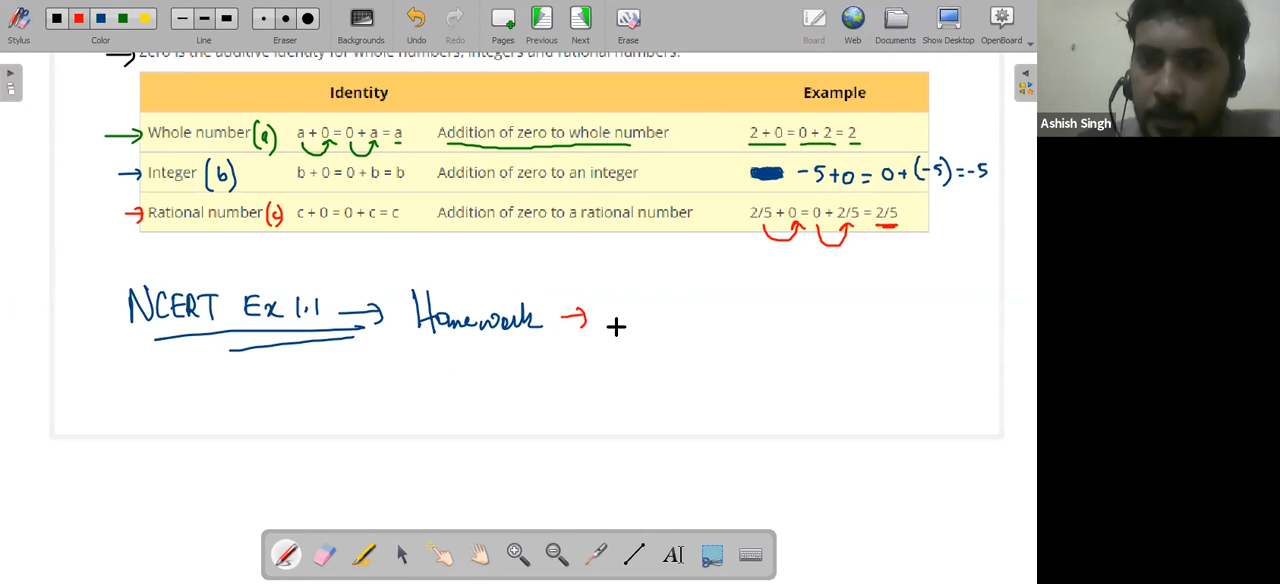 Stylus Color Line Eraser Backgrounds Undo Redo Pages Previous Next Erase Board Web Documents Show Desktop OpenBoard
Zero is the additive identity for whole numbers, integers and rational numbers.
Identity Example
Whole number (a) a + 0 = 0 + a = a Addition of zero to whole number 2 + 0 = 0 + 2 = 2
Integer (b) b + 0 = 0 + b = b Addition of zero to an integer -5+0 = 0+(-5)=-5
Rational number (c) c + 0 = 0 + c = c Addition of zero to a rational number 2/5 + 0 = 0 + 2/5 = 2/5
NCERT Ex 1.1 → Homework →
Ashish Singh